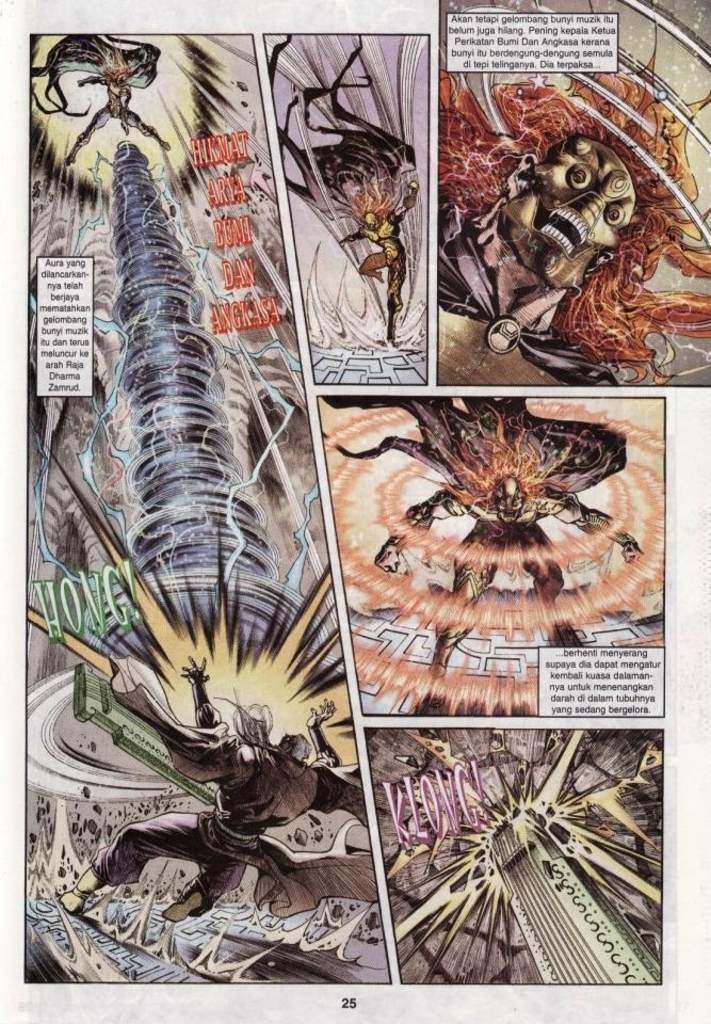 HIKMAT
ARYA
BUMI
DAN
ANGKASA
Aura yang
dilancarkan-
nya telah
berjaya
mematahkan
gelombang
bunyi muzik
itu dan terus
meluncur ke
arah Raja
Dharma
Zamrud.
HONG!
Akan tetapi gelombang bunyi muzik itu
belum juga hilang. Pening kepala Ketua
Perikatan Bumi Dan Angkasa kerana
bunyi itu berdengung-dengung semula
di tepi telinganya. Dia terpaksa...
...berhenti menyerang
supaya dia dapat mengatur
kembali kuasa dalaman-
nya untuk menenangkan
darah di dalam tubuhnya
yang sedang bergelora.
KLONG!
25